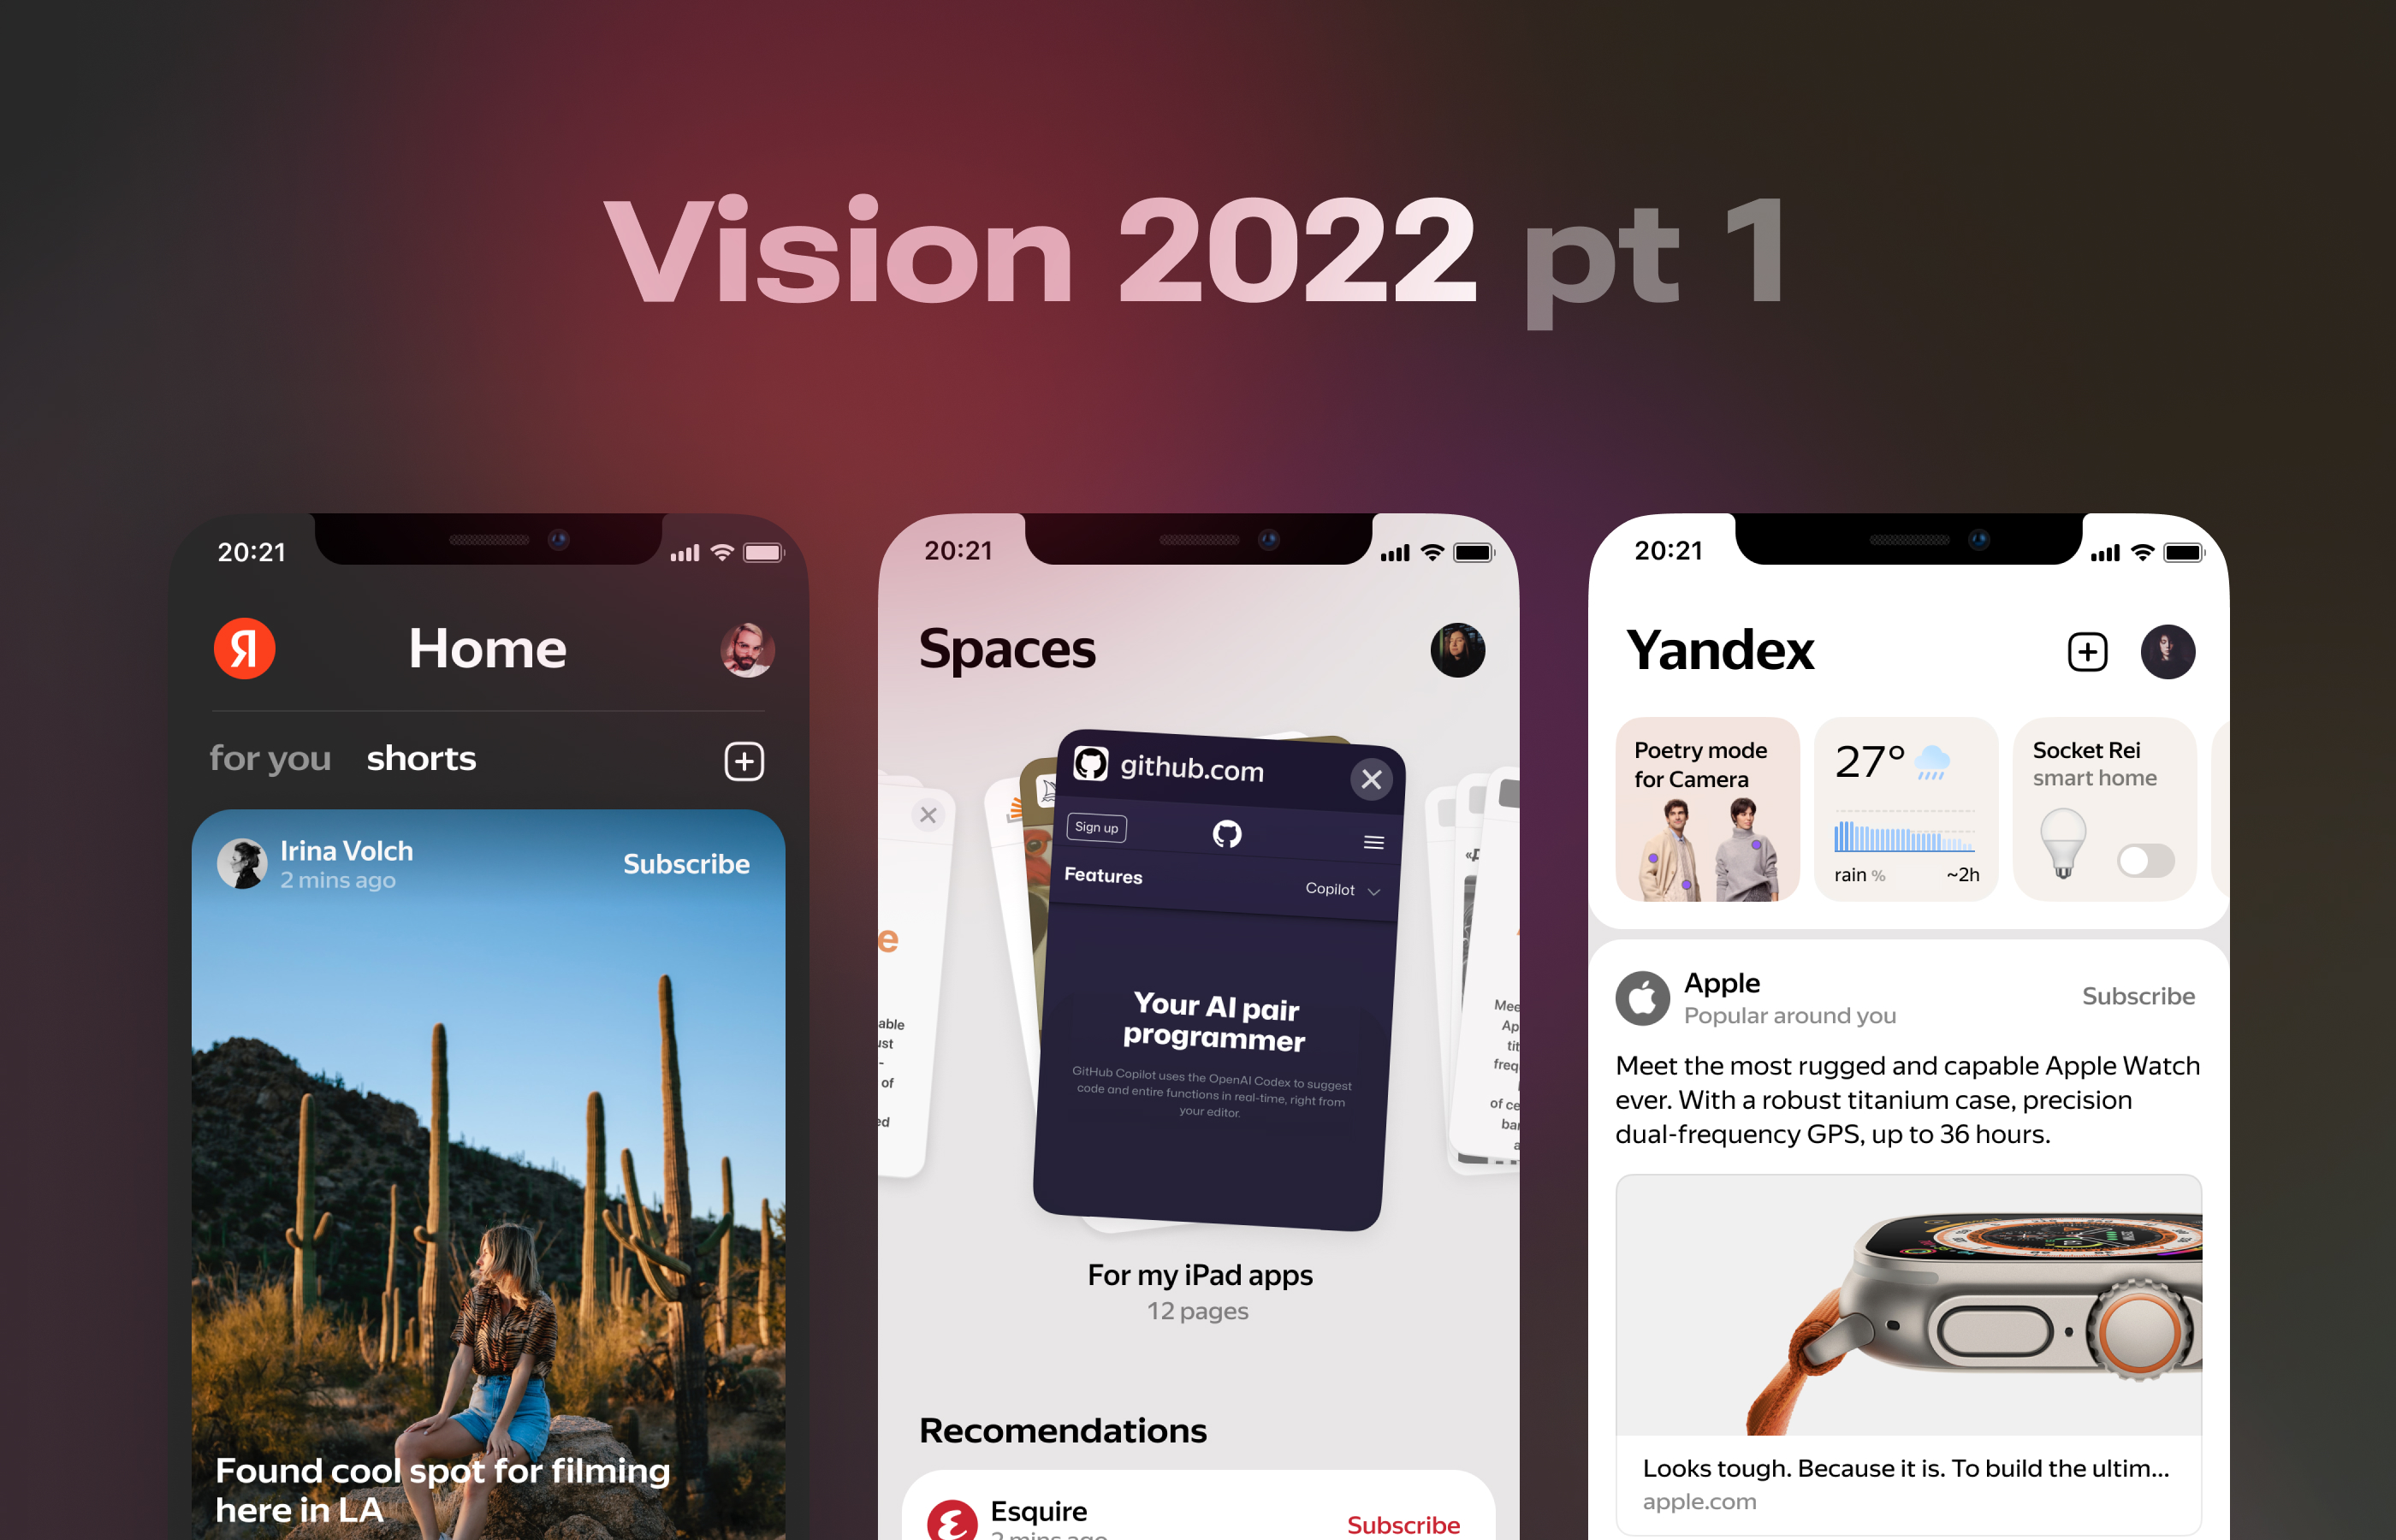 Vision 2022 pt 1
20:21
Я
Home
for you
shorts
Irina Volch
2 mins ago
Subscribe
Found cool spot for filming
here in LA
20:21
Spaces
e
able
of
ed
github.com
Sign up
Features
Copilot
Your AI pair
programmer
GitHub Copilot uses the OpenAI Codex to suggest
code and entire functions in real-time, right from
your editor.
For my iPad apps
12 pages
Recomendations
Esquire
2 mins ago
Subscribe
20:21
Yandex
Poetry mode
for Camera
27°
rain %
~2h
Socket Rei
smart home
Apple
Popular around you
Subscribe
Meet the most rugged and capable Apple Watch
ever. With a robust titanium case, precision
dual-frequency GPS, up to 36 hours.
Looks tough. Because it is. To build the ultim...
apple.com